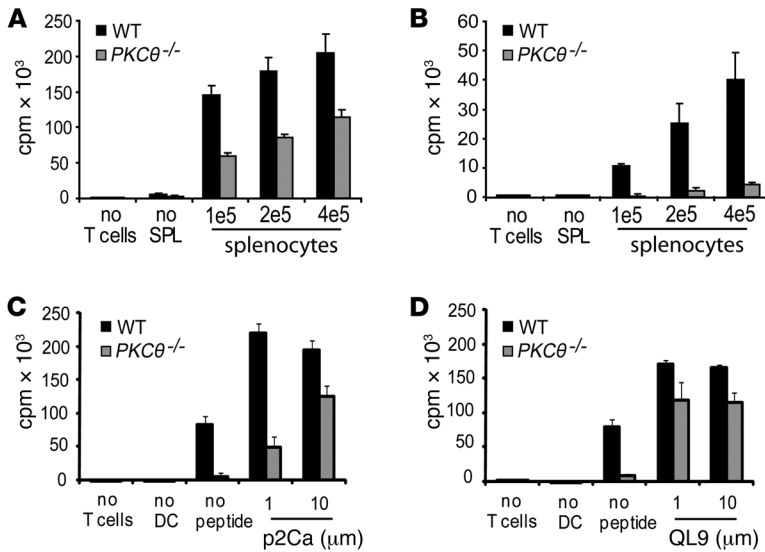 A
WT
PKCθ-/-
cpm × 10³
250
200
150
100
50
0
no T cells
no SPL
1e5
2e5
4e5
splenocytes
B
WT
PKCθ-/-
cpm × 10³
60
50
40
30
20
10
0
no T cells
no SPL
1e5
2e5
4e5
splenocytes
C
WT
PKCθ-/-
cpm × 10³
250
200
150
100
50
0
no T cells
no DC
no peptide
1
10
p2Ca (μm)
D
WT
PKCθ-/-
cpm × 10³
250
200
150
100
50
0
no T cells
no DC
no peptide
1
10
QL9 (μm)